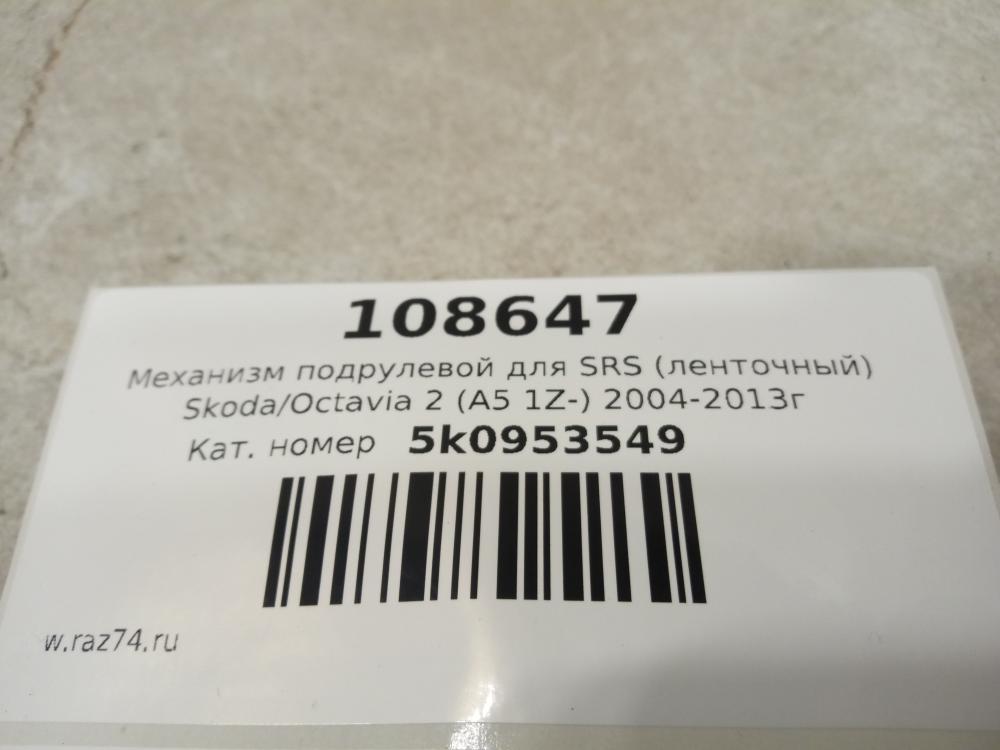 108647
Механизм подрулевой для SRS (ленточный)
Skoda/Octavia 2 (A5 1Z-) 2004-2013г
Кат. номер 5k0953549
w.raz74.ru